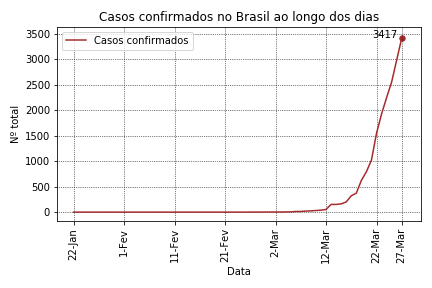 Casos confirmados no Brasil ao longo dos dias
Casos confirmados
3417
3500
3000
2500
2000
1500
1000
500
0
Nº total
22-Jan
1-Fev
11-Fev
21-Fev
2-Mar
12-Mar
22-Mar
27-Mar
Data